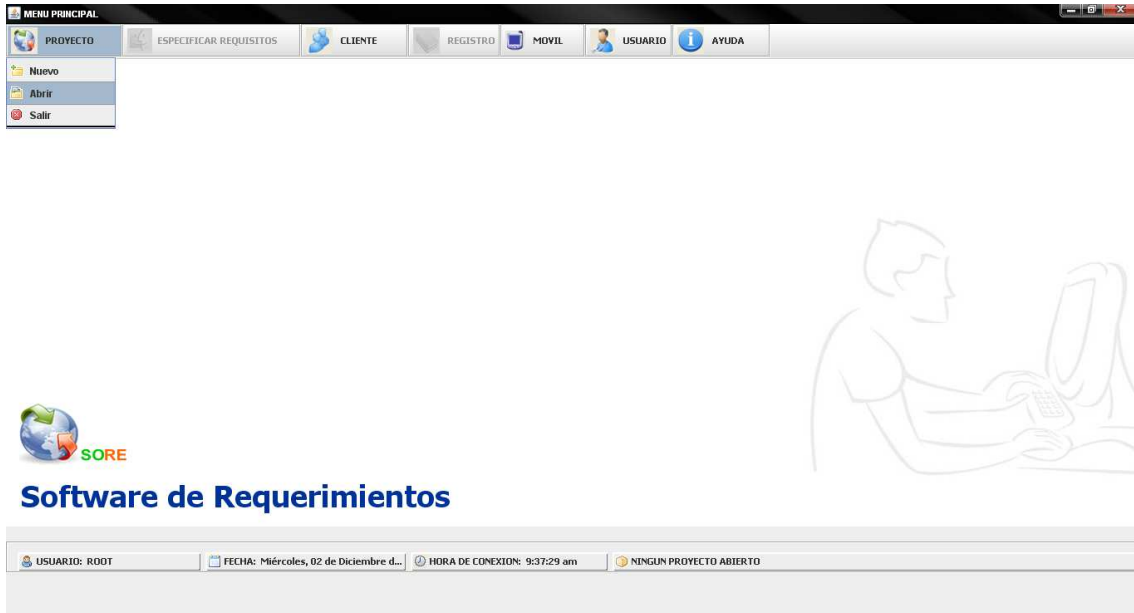 MENU PRINCIPAL
PROYECTO ESPECIFICAR REQUISITOS CLIENTE REGISTRO MOVIL USUARIO AYUDA
Nuevo
Abrir
Salir
SORE
Software de Requerimientos
USUARIO: ROOT FECHA: Miércoles, 02 de Diciembre d... HORA DE CONEXION: 9:37:29 am NINGUN PROYECTO ABIERTO